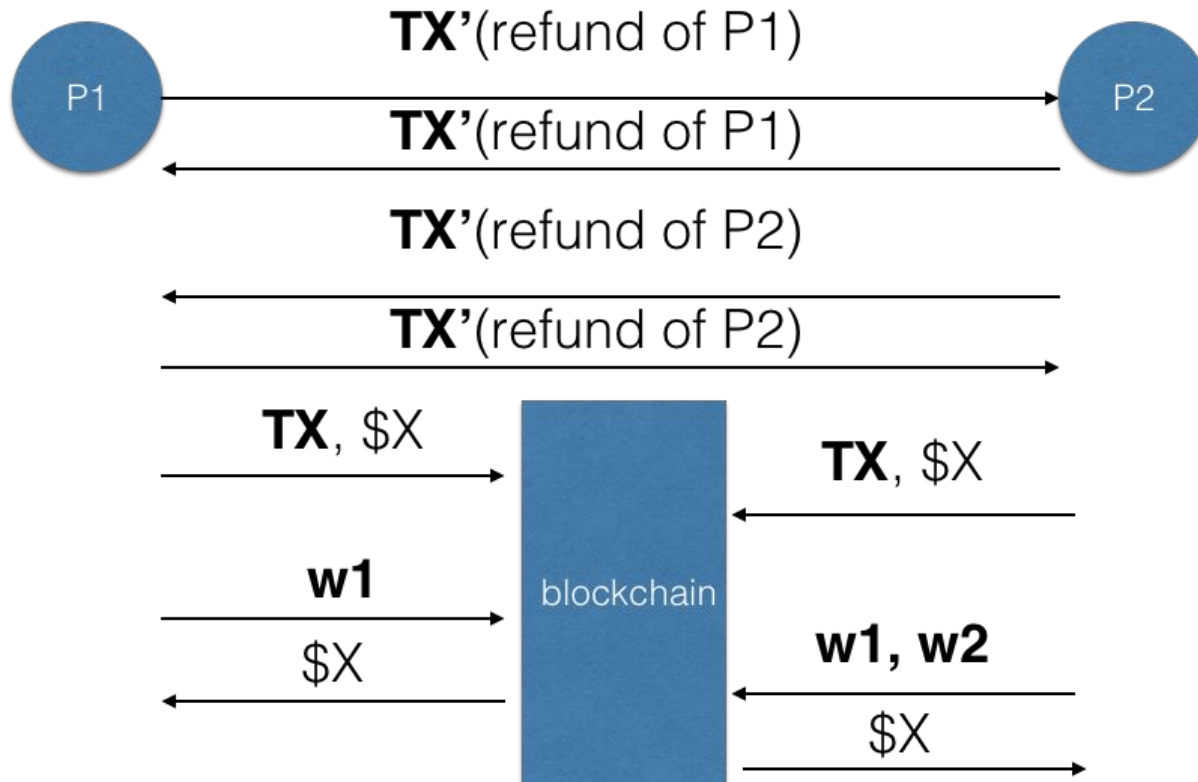 TX’(refund of P1)
P1
P2
TX’(refund of P1)
TX’(refund of P2)
TX’(refund of P2)
TX, $X
TX, $X
w1
blockchain
w1, w2
$X
$X